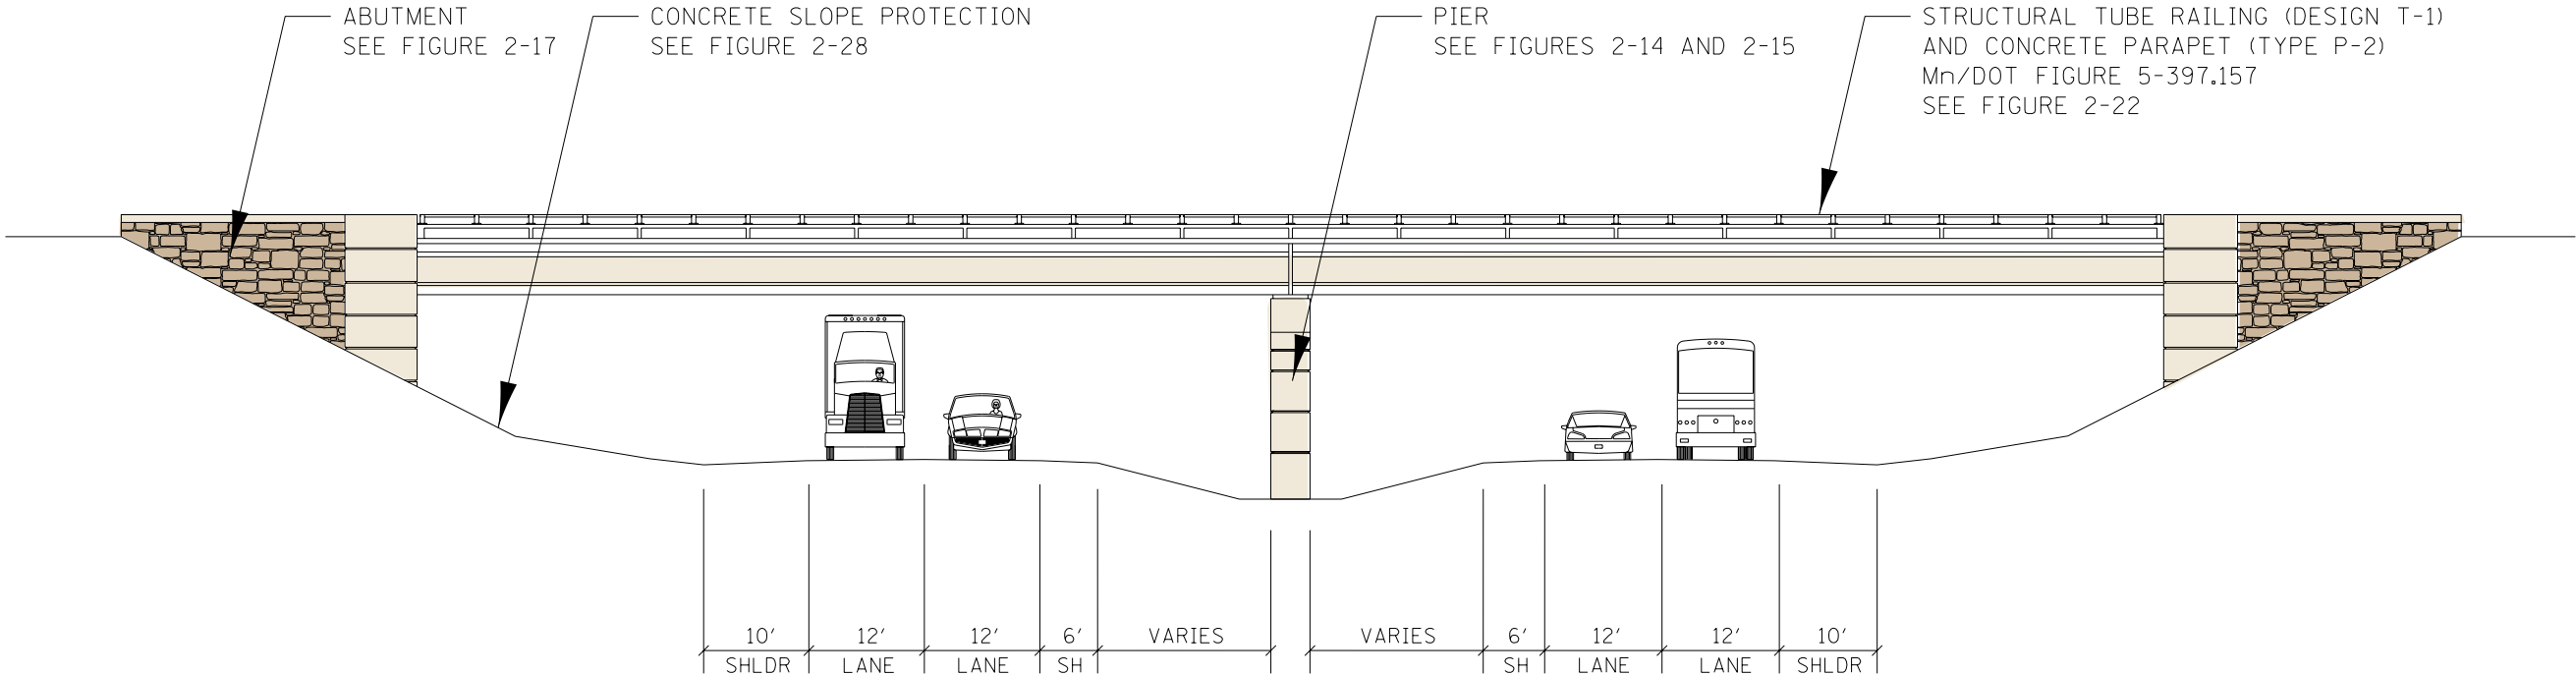 ABUTMENT
SEE FIGURE 2-17
CONCRETE SLOPE PROTECTION
SEE FIGURE 2-28
PIER
SEE FIGURES 2-14 AND 2-15
STRUCTURAL TUBE RAILING (DESIGN T-1)
AND CONCRETE PARAPET (TYPE P-2)
Mn/DOT FIGURE 5-397.157
SEE FIGURE 2-22
10' 12' 12' 6' VARIES VARIES 6' 12' 12' 10'
SHLDR LANE LANE SH SH LANE LANE SHLDR